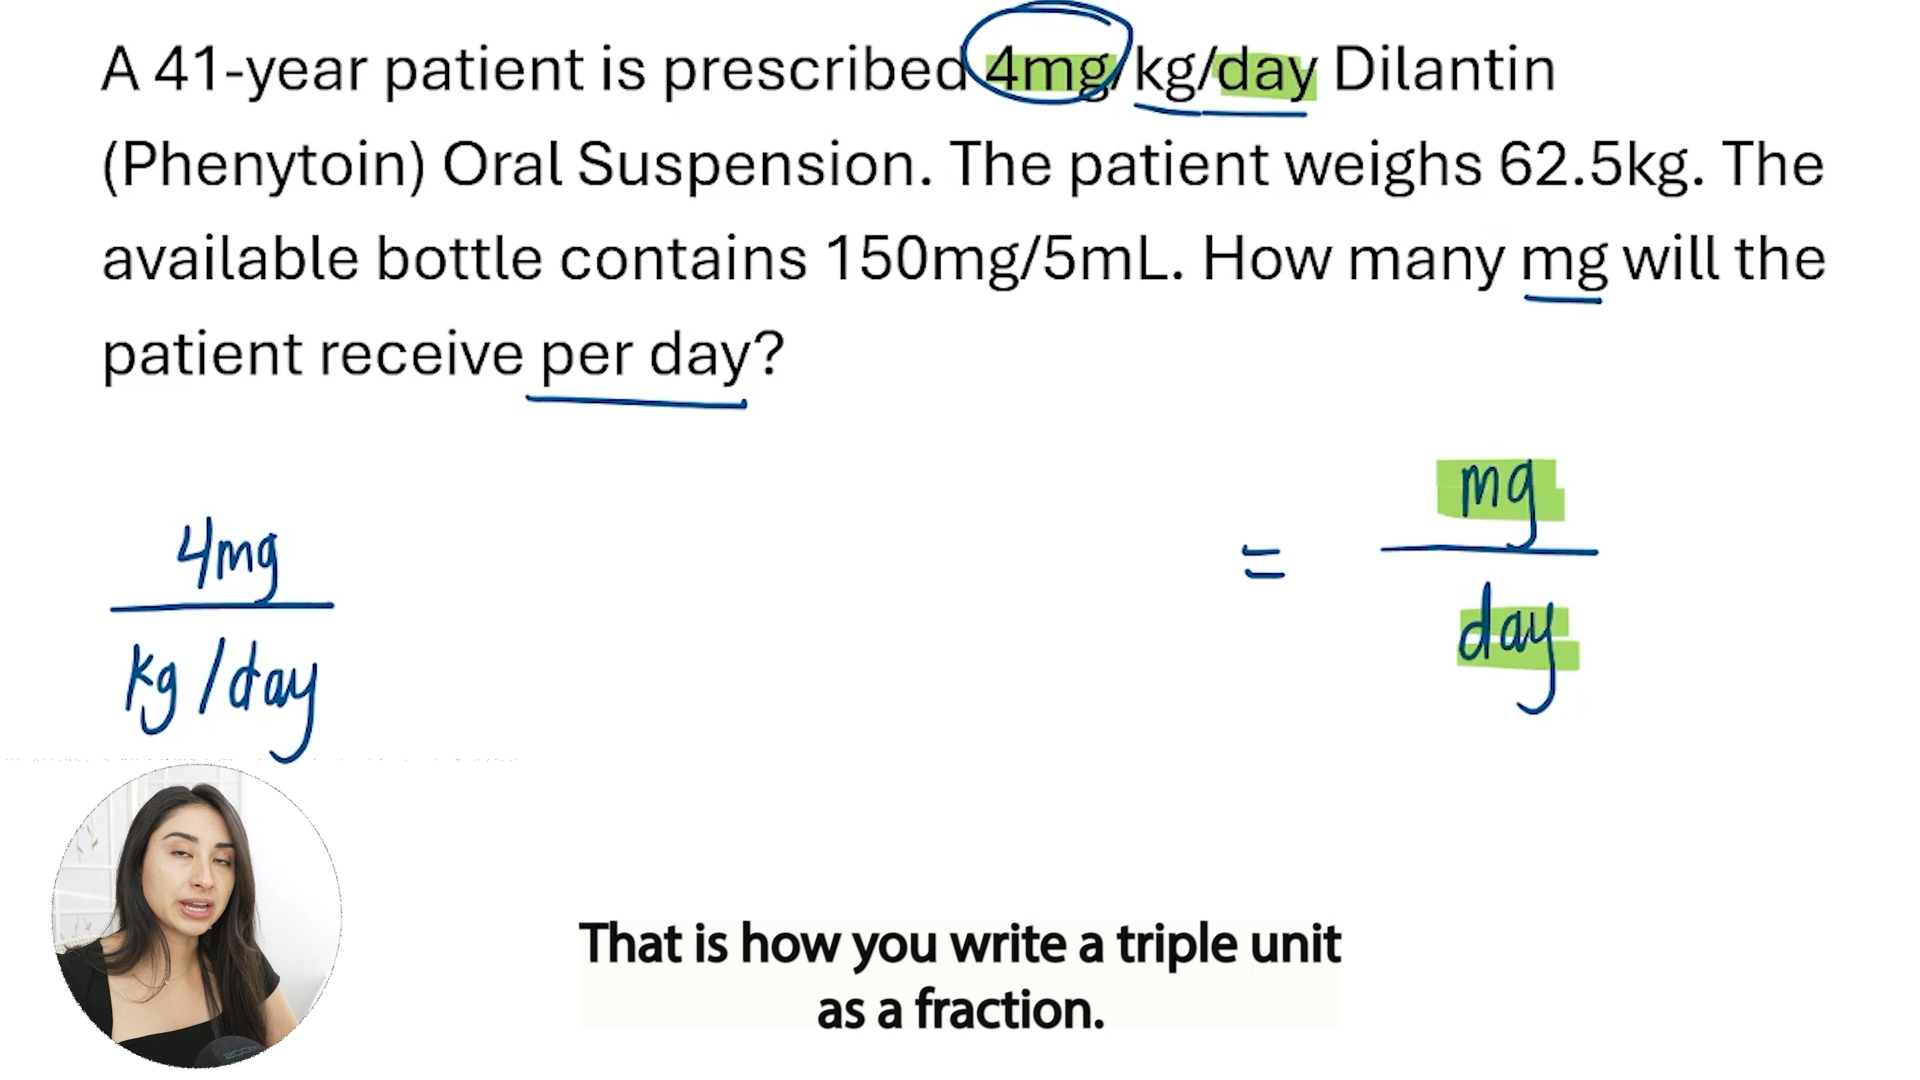 A 41-year patient is prescribed 4mg/kg/day Dilantin
(Phenytoin) Oral Suspension. The patient weighs 62.5kg. The
available bottle contains 150mg/5mL. How many mg will the
patient receive per day?
4mg
kg/day
=
mg
day
That is how you write a triple unit
as a fraction.